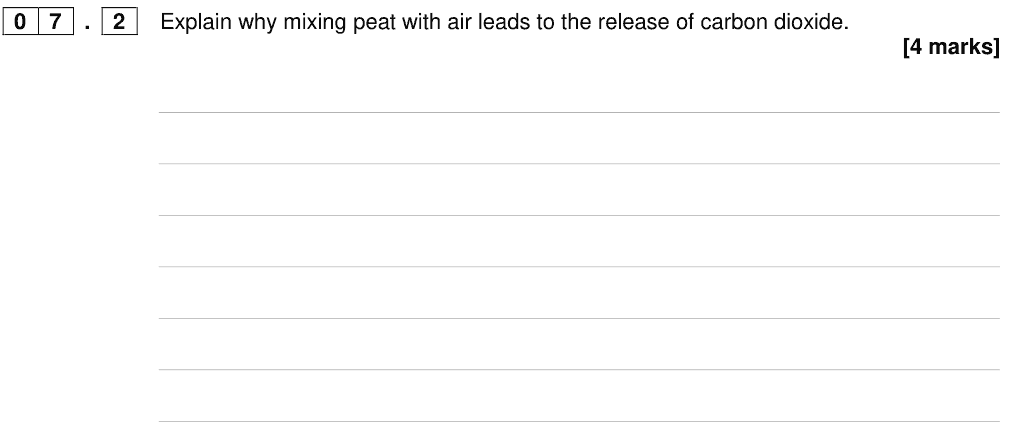 0 7 . 2 Explain why mixing peat with air leads to the release of carbon dioxide.
[4 marks]